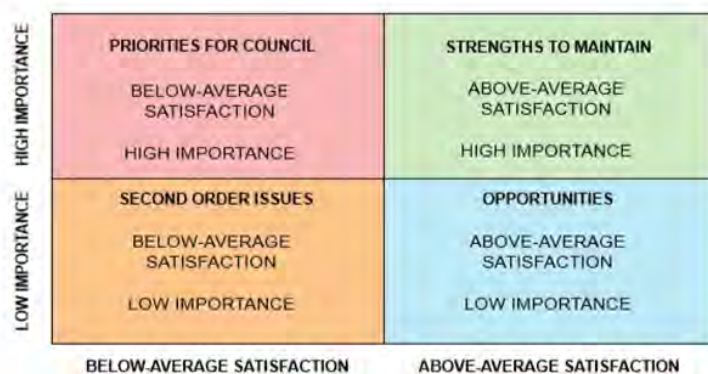 HIGH IMPORTANCE
PRIORITIES FOR COUNCIL
BELOW-AVERAGE
SATISFACTION
HIGH IMPORTANCE
STRENGTHS TO MAINTAIN
ABOVE-AVERAGE
SATISFACTION
HIGH IMPORTANCE
LOW IMPORTANCE
SECOND ORDER ISSUES
BELOW-AVERAGE
SATISFACTION
LOW IMPORTANCE
OPPORTUNITIES
ABOVE-AVERAGE
SATISFACTION
LOW IMPORTANCE
BELOW-AVERAGE SATISFACTION
ABOVE-AVERAGE SATISFACTION